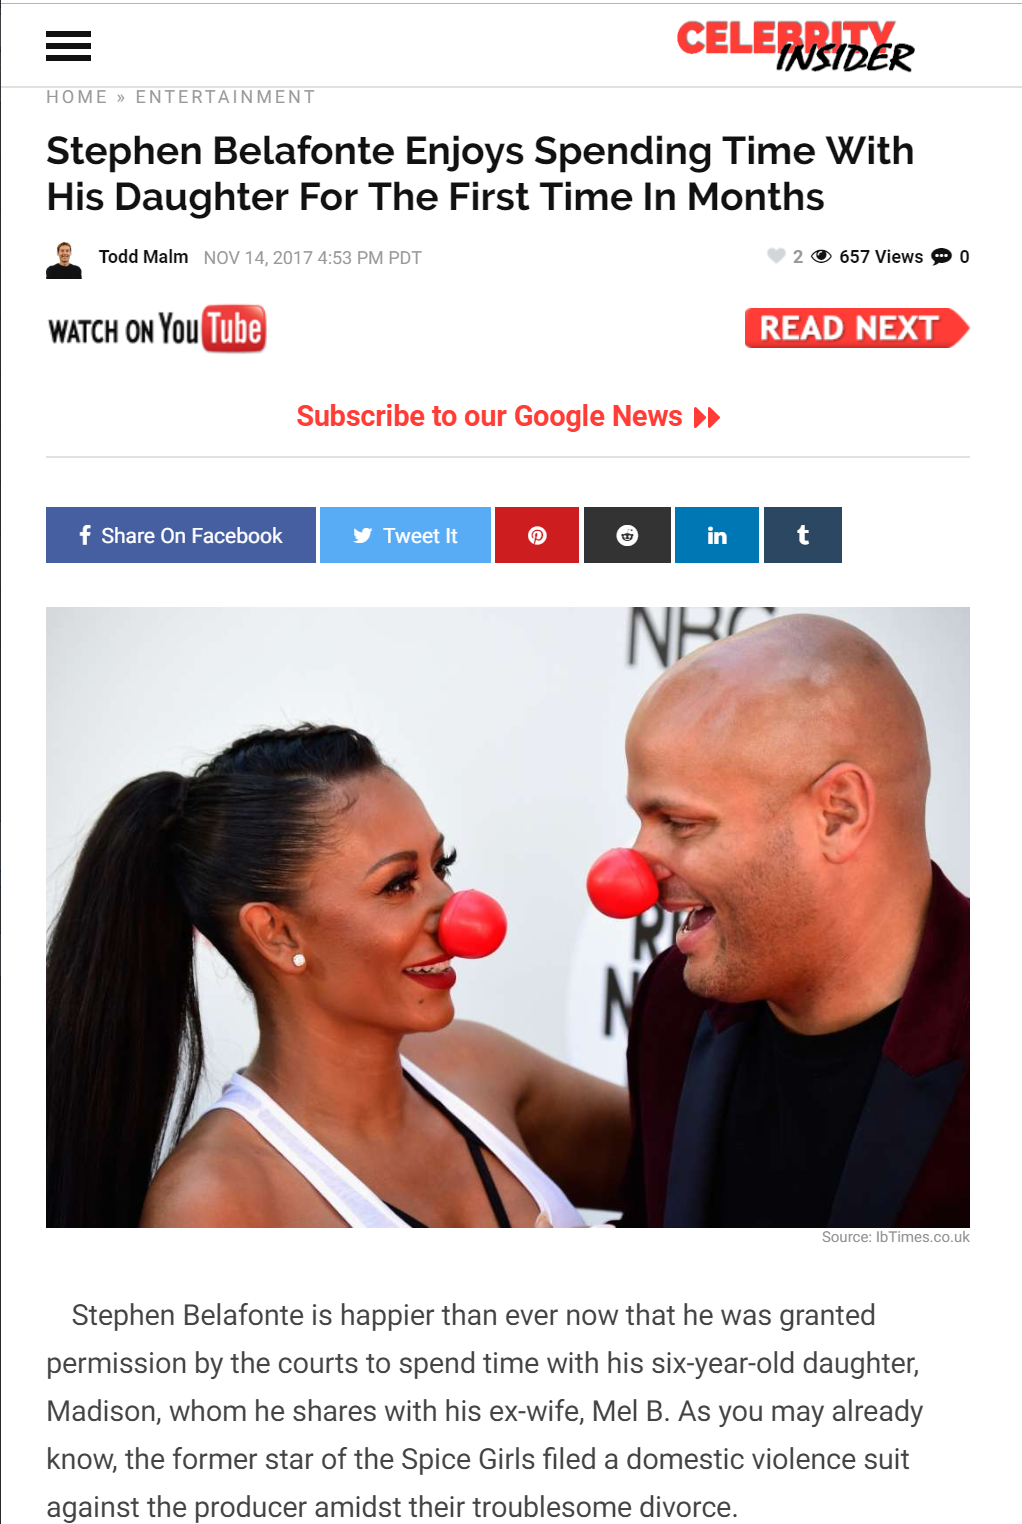 CELEBRITY
INSIDER
HOME » ENTERTAINMENT
Stephen Belafonte Enjoys Spending Time With
His Daughter For The First Time In Months
Todd Malm NOV 14, 2017 4:53 PM PDT 2 657 Views 0
WATCH ON YouTube READ NEXT
Subscribe to our Google News
Share On Facebook Tweet It
NBC
R
N
Source: IbTimes.co.uk
Stephen Belafonte is happier than ever now that he was granted
permission by the courts to spend time with his six-year-old daughter,
Madison, whom he shares with his ex-wife, Mel B. As you may already
know, the former star of the Spice Girls filed a domestic violence suit
against the producer amidst their troublesome divorce.